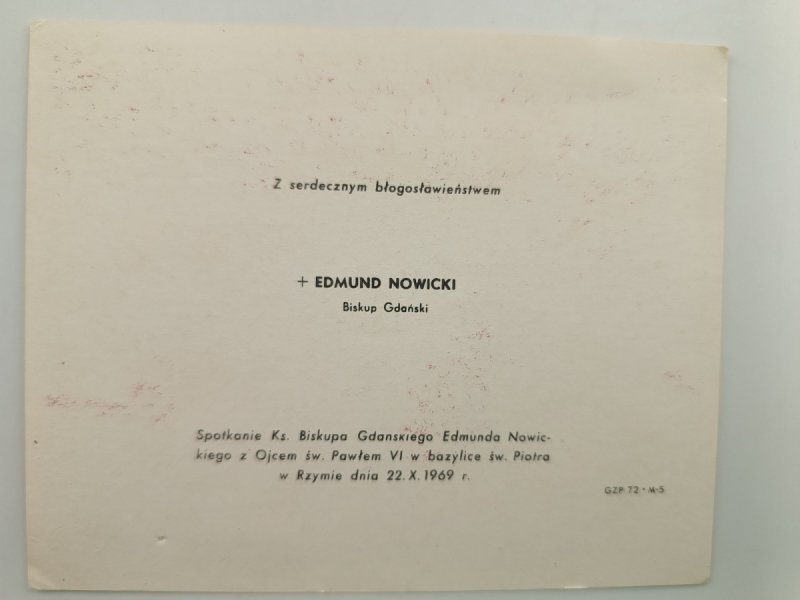 Z serdecznym błogosławieństwem
+ EDMUND NOWICKI
Biskup Gdański
Spotkanie Ks. Biskupa Gdanskiego Edmunda Nowic-
kiego z Ojcem św. Pawłem VI w bazylice św. Piotra
w Rzymie dnia 22.X.1969 r.
GZP 72 - M-5